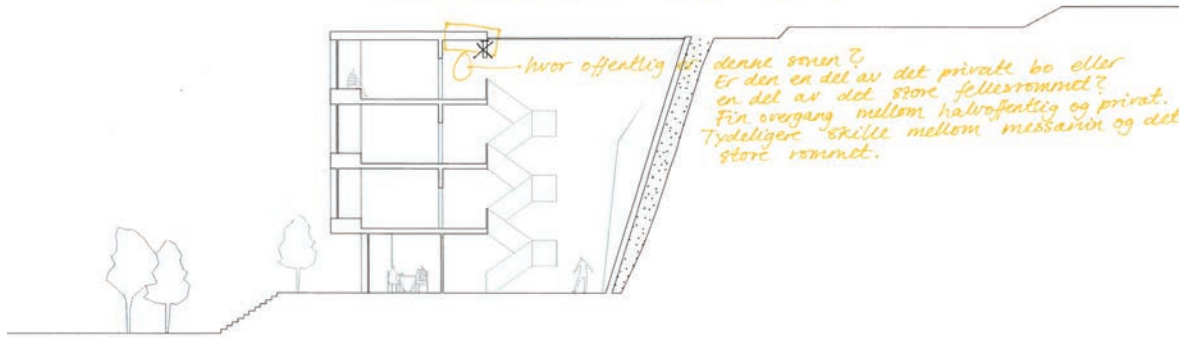 hvor offentlig er denne sonen?
Er den en del av det private bo eller
en del av det store fellesrommet?
Fin overgang mellom halvoffentlig og privat.
Tydeligere skille mellom messanin og det
store rommet.